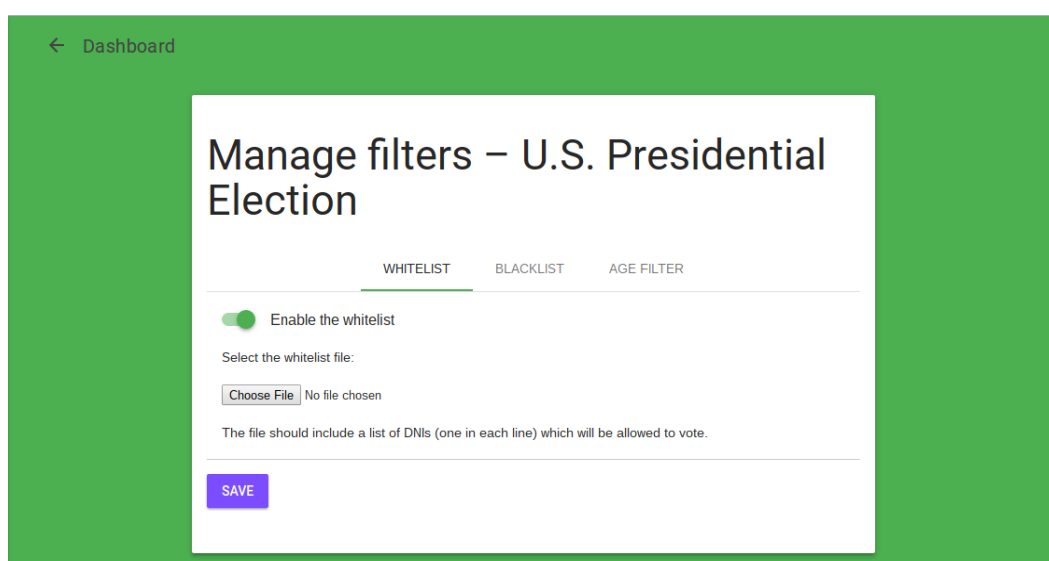 Dashboard
Manage filters – U.S. Presidential
Election
WHITELIST BLACKLIST AGE FILTER
Enable the whitelist
Select the whitelist file:
Choose File No file chosen
The file should include a list of DNIs (one in each line) which will be allowed to vote.
SAVE